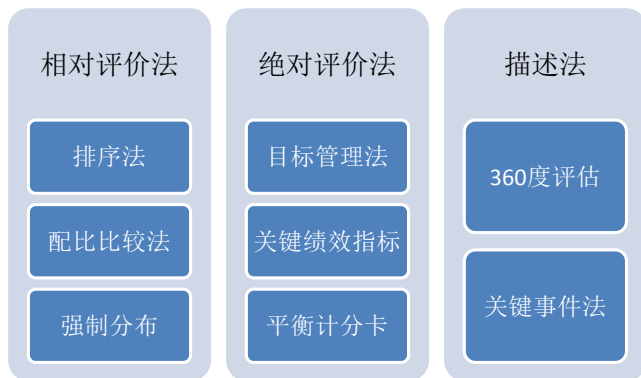 相对评价法
排序法
配比比较法
强制分布
绝对评价法
目标管理法
关键绩效指标
平衡计分卡
描述法
360度评估
关键事件法